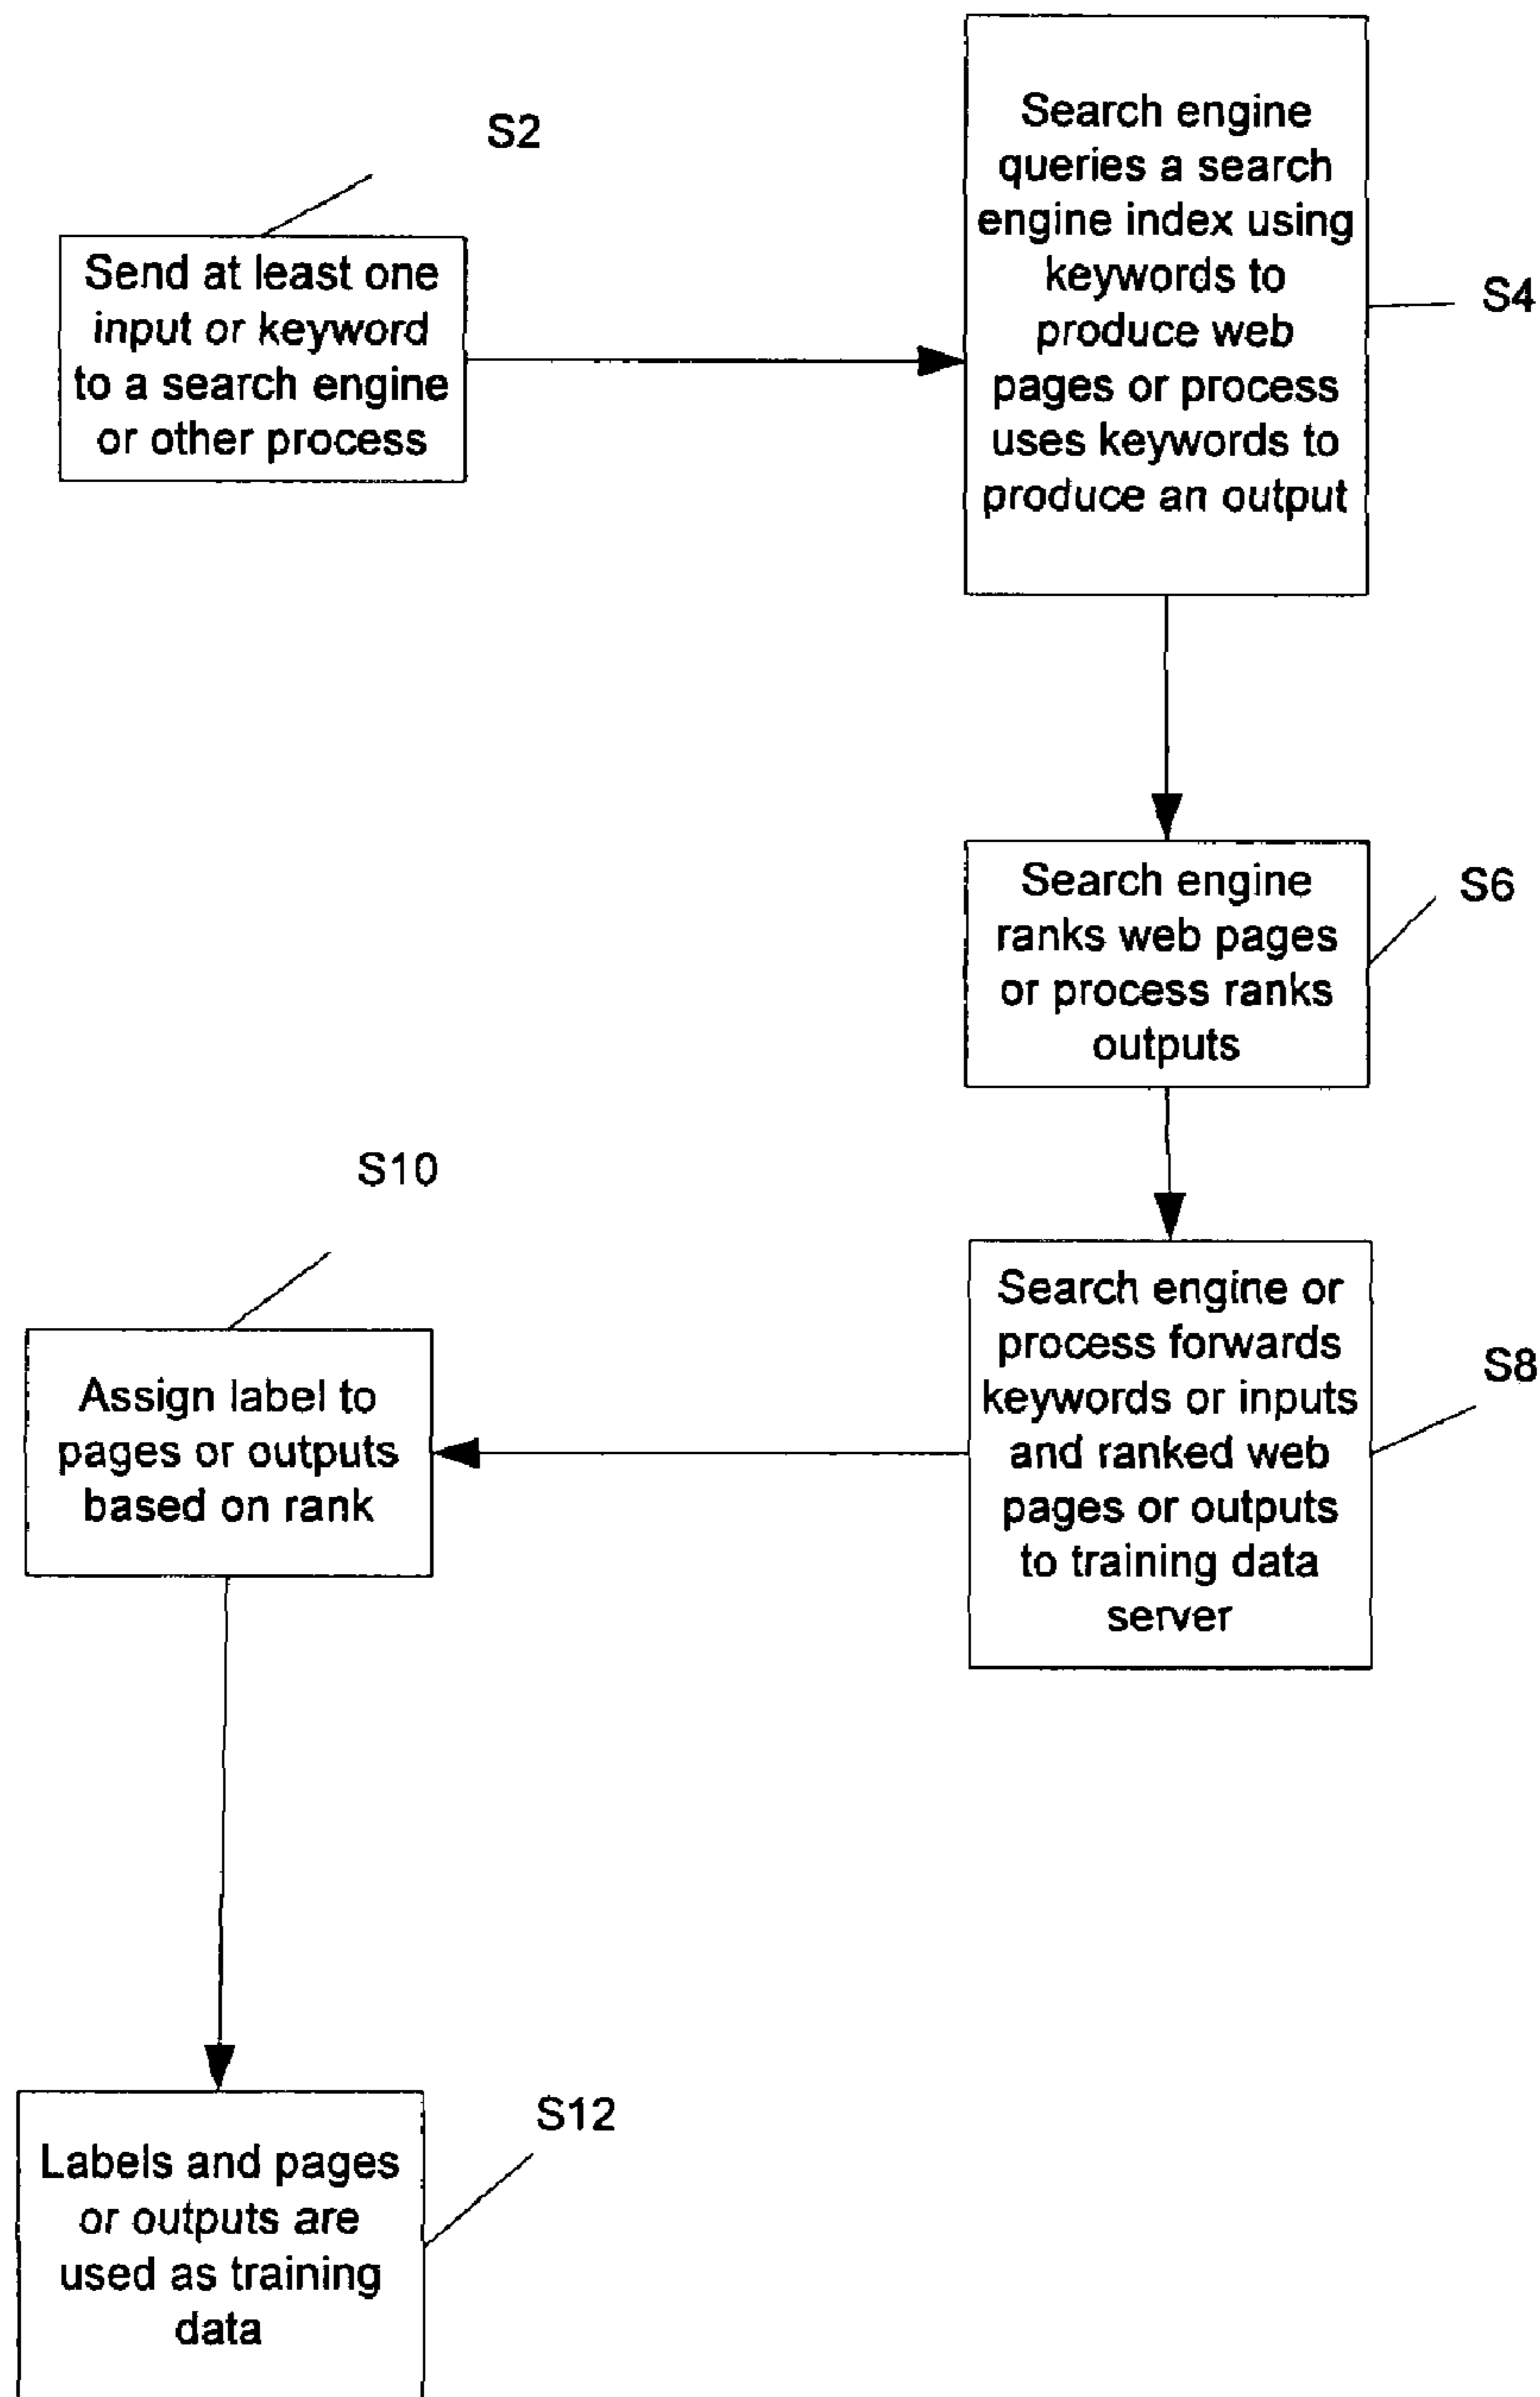 S2
Send at least one
input or keyword
to a search engine
or other process
Search engine
queries a search
engine index using
keywords to
produce web
pages or process
uses keywords to
produce an output
S4
Search engine
ranks web pages
or process ranks
outputs
S6
Search engine or
process forwards
keywords or inputs
and ranked web
pages or outputs
to training data
server
S8
S10
Assign label to
pages or outputs
based on rank
S12
Labels and pages
or outputs are
used as training
data